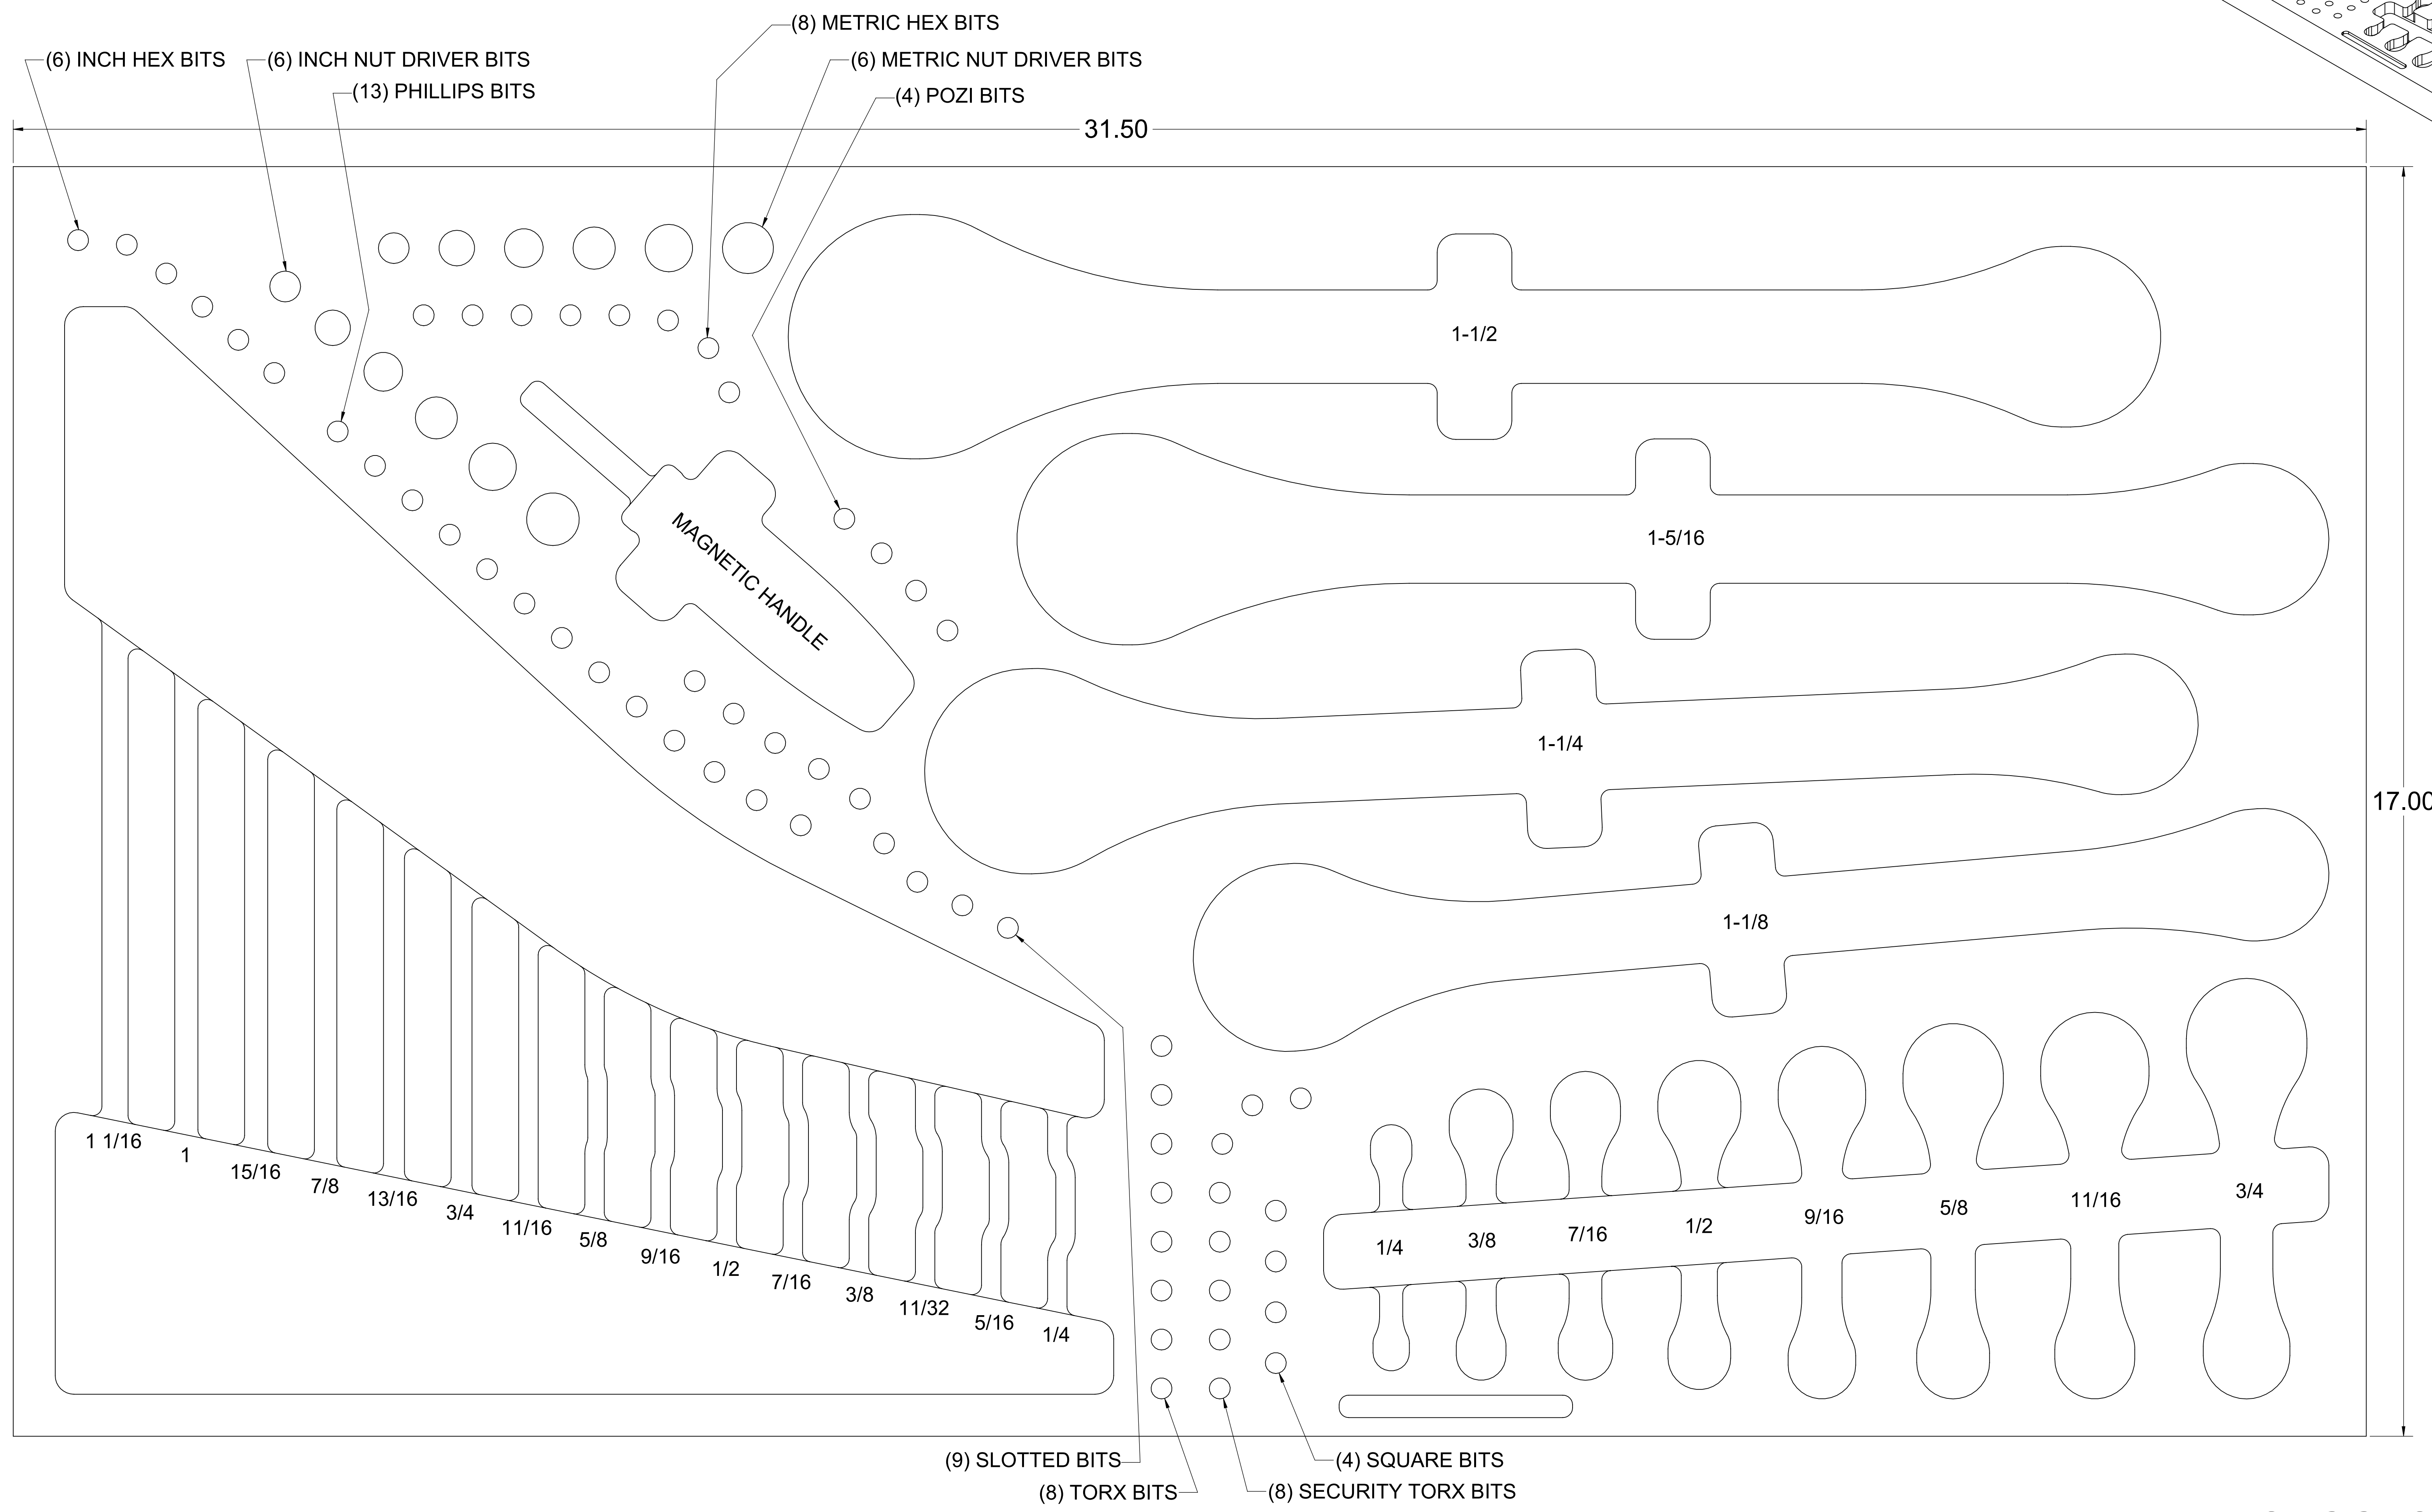 (8) METRIC HEX BITS
(6) INCH HEX BITS
(6) INCH NUT DRIVER BITS
(6) METRIC NUT DRIVER BITS
(13) PHILLIPS BITS
(4) POZI BITS
31.50
1-1/2
1-5/16
MAGNETIC HANDLE
1-1/4
17.00
1-1/8
1 1/16
1
15/16
7/8
13/16
3/4
11/16
5/8
9/16
1/2
7/16
3/8
11/32
5/16
1/4
1/4
3/8
7/16
1/2
9/16
5/8
11/16
3/4
(9) SLOTTED BITS
(4) SQUARE BITS
(8) TORX BITS
(8) SECURITY TORX BITS